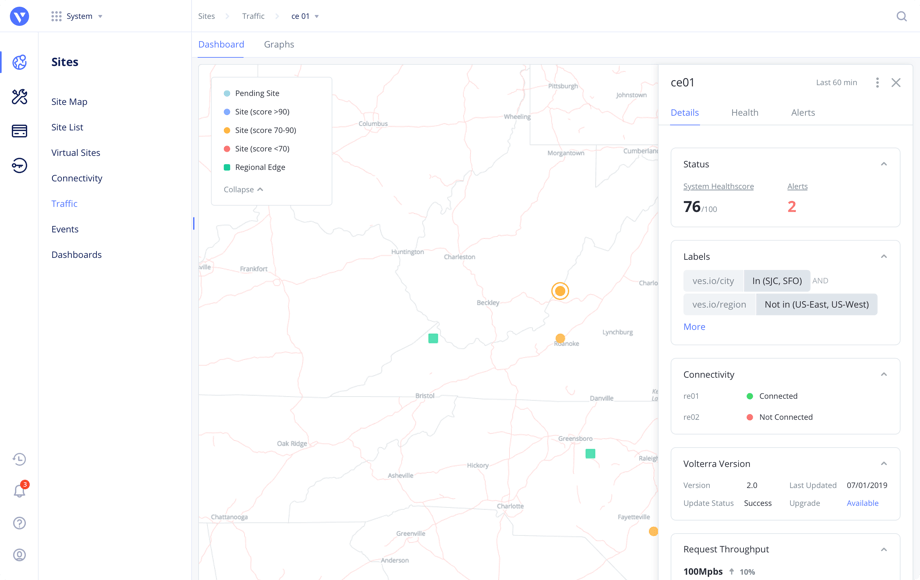 System
Sites
Traffic
ce 01
Dashboard
Graphs
Sites
Site Map
Site List
Virtual Sites
Connectivity
Traffic
Events
Dashboards
3
Pending Site
Site (score >90)
Site (score 70-90)
Site (score <70)
Regional Edge
Collapse
Pittsburgh
Johnstown
Wheeling
Columbus
Morgantown
Cumberlan
Huntington
Charleston
ville
Frankfort
Charlo
Beckley
Lynchburg
Roanoke
Bristol
Danville
Greensboro
Oak Ridge
Raleig
Hickory
Asheville
Charlotte
Chattanooga
Fayetteville
Greenville
Anderson
ce01
Last 60 min
Details
Health
Alerts
Status
System Healthscore
Alerts
76/100
2
Labels
ves.io/city In (SJC, SFO) AND
ves.io/region Not in (US-East, US-West)
More
Connectivity
re01 Connected
re02 Not Connected
Volterra Version
Version 2.0 Last Updated 07/01/2019
Update Status Success Upgrade Available
Request Throughput
100Mpbs ↑ 10%